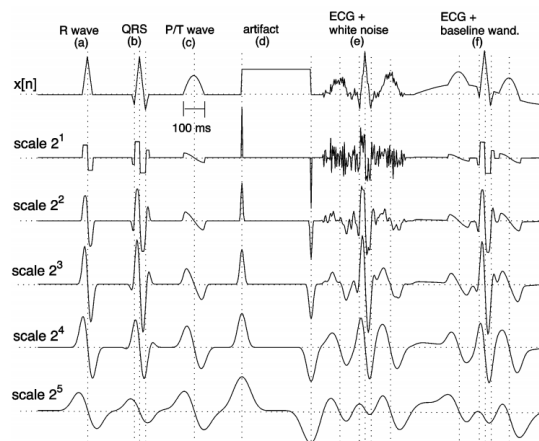 R wave QRS P/T wave artifact ECG + white noise ECG + baseline wand.
(a) (b) (c) (d) (e) (f)
x[n]
100 ms
scale 2¹
scale 2²
scale 2³
scale 2⁴
scale 2⁵